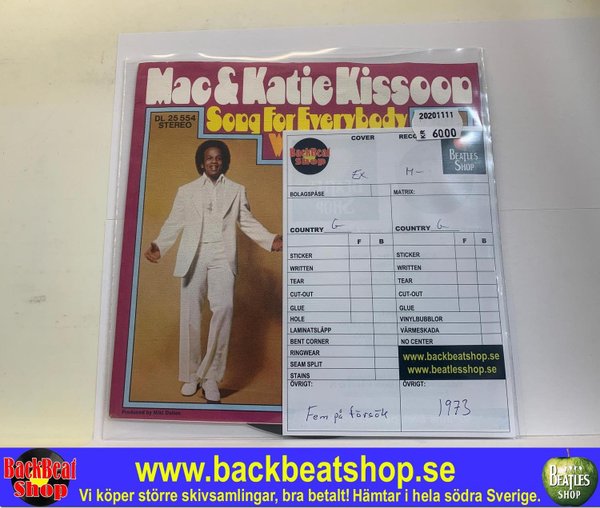 Mac & Katie Kissoon
DL 25 554
STEREO
Song For Everybody
W
20201111
KR 6000
COVER
BackBeat
Shop
BEATLES
SHOP
EX
M-
BOLAGSPÅSE
MATRIX:
COUNTRY G
COUNTRY G
F B
F B
STICKER
STICKER
WRITTEN
WRITTEN
TEAR
TEAR
CUT-OUT
CUT-OUT
GLUE
GLUE
HOLE
VINYLBUBBLOR
LAMINATSLÄPP
VÄRMESKADA
BENT CORNER
NO CENTER
RINGWEAR
www.backbeatshop.se
SEAM SPLIT
www.beatlesshop.se
STAINS
ÖVRIGT:
ÖVRIGT:
Fem på försök
1973
Produced by Miki Dallon
BackBeat
Shop
www.backbeatshop.se
Vi köper större skivsamlingar, bra betalt! Hämtar i hela södra Sverige.
BEATLES
SHOP